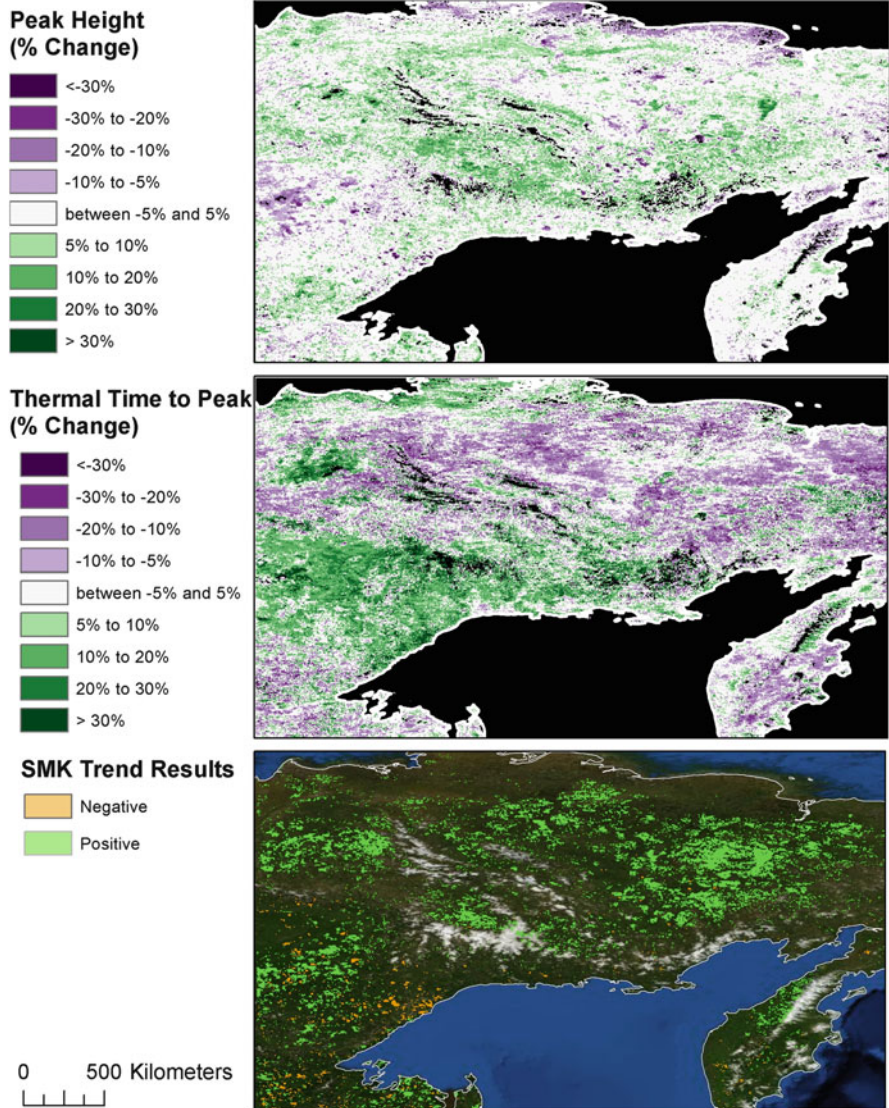 Peak Height
(% Change)
<-30%
-30% to -20%
-20% to -10%
-10% to -5%
between -5% and 5%
5% to 10%
10% to 20%
20% to 30%
> 30%
Thermal Time to Peak
(% Change)
<-30%
-30% to -20%
-20% to -10%
-10% to -5%
between -5% and 5%
5% to 10%
10% to 20%
20% to 30%
> 30%
SMK Trend Results
Negative
Positive
0 500 Kilometers